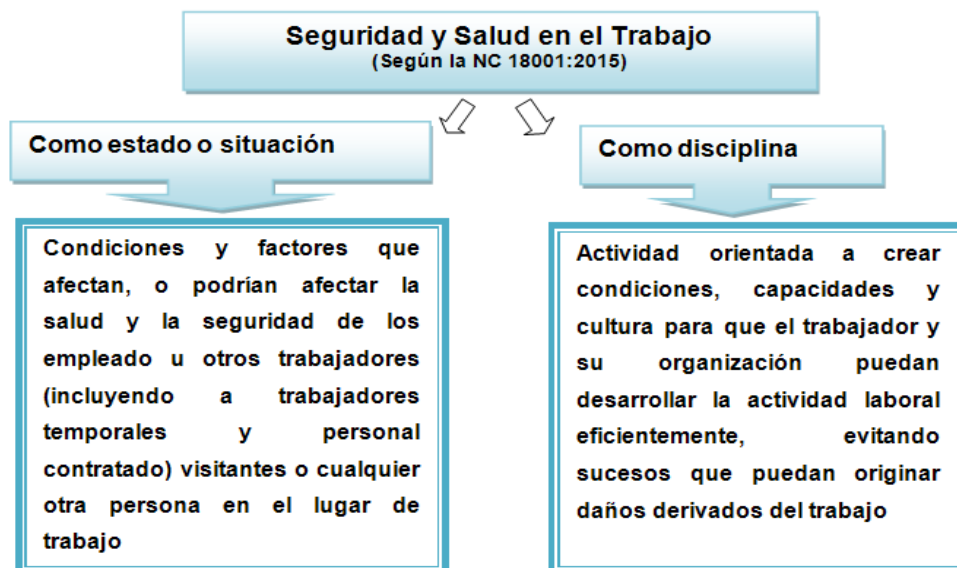 Seguridad y Salud en el Trabajo
(Según la NC 18001:2015)
Como estado o situación
Condiciones y factores que
afectan, o podrían afectar la
salud y la seguridad de los
empleado u otros trabajadores
(incluyendo a trabajadores
temporales y personal
contratado) visitantes o cualquier
otra persona en el lugar de
trabajo
Como disciplina
Actividad orientada a crear
condiciones, capacidades y
cultura para que el trabajador y
su organización puedan
desarrollar la actividad laboral
eficientemente, evitando
sucesos que puedan originar
daños derivados del trabajo